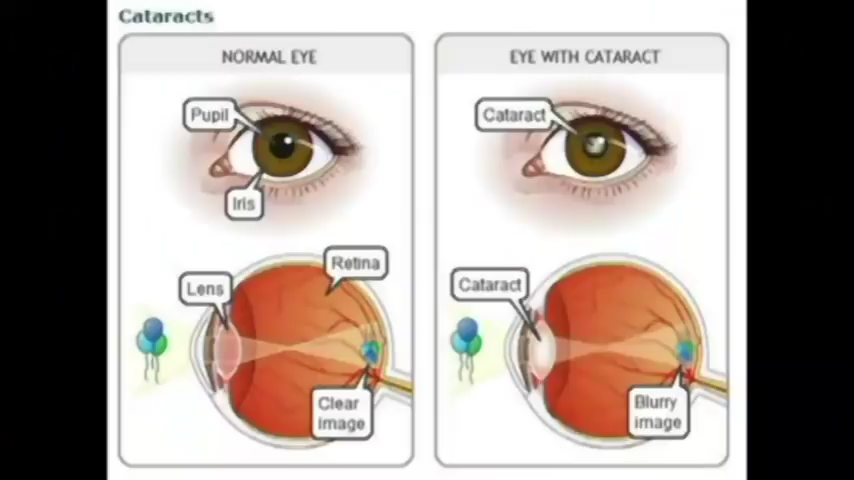 Cataracts
NORMAL EYE
Pupil
Iris
Lens
Retina
Clear
image
EYE WITH CATARACT
Cataract
Cataract
Blurry
image